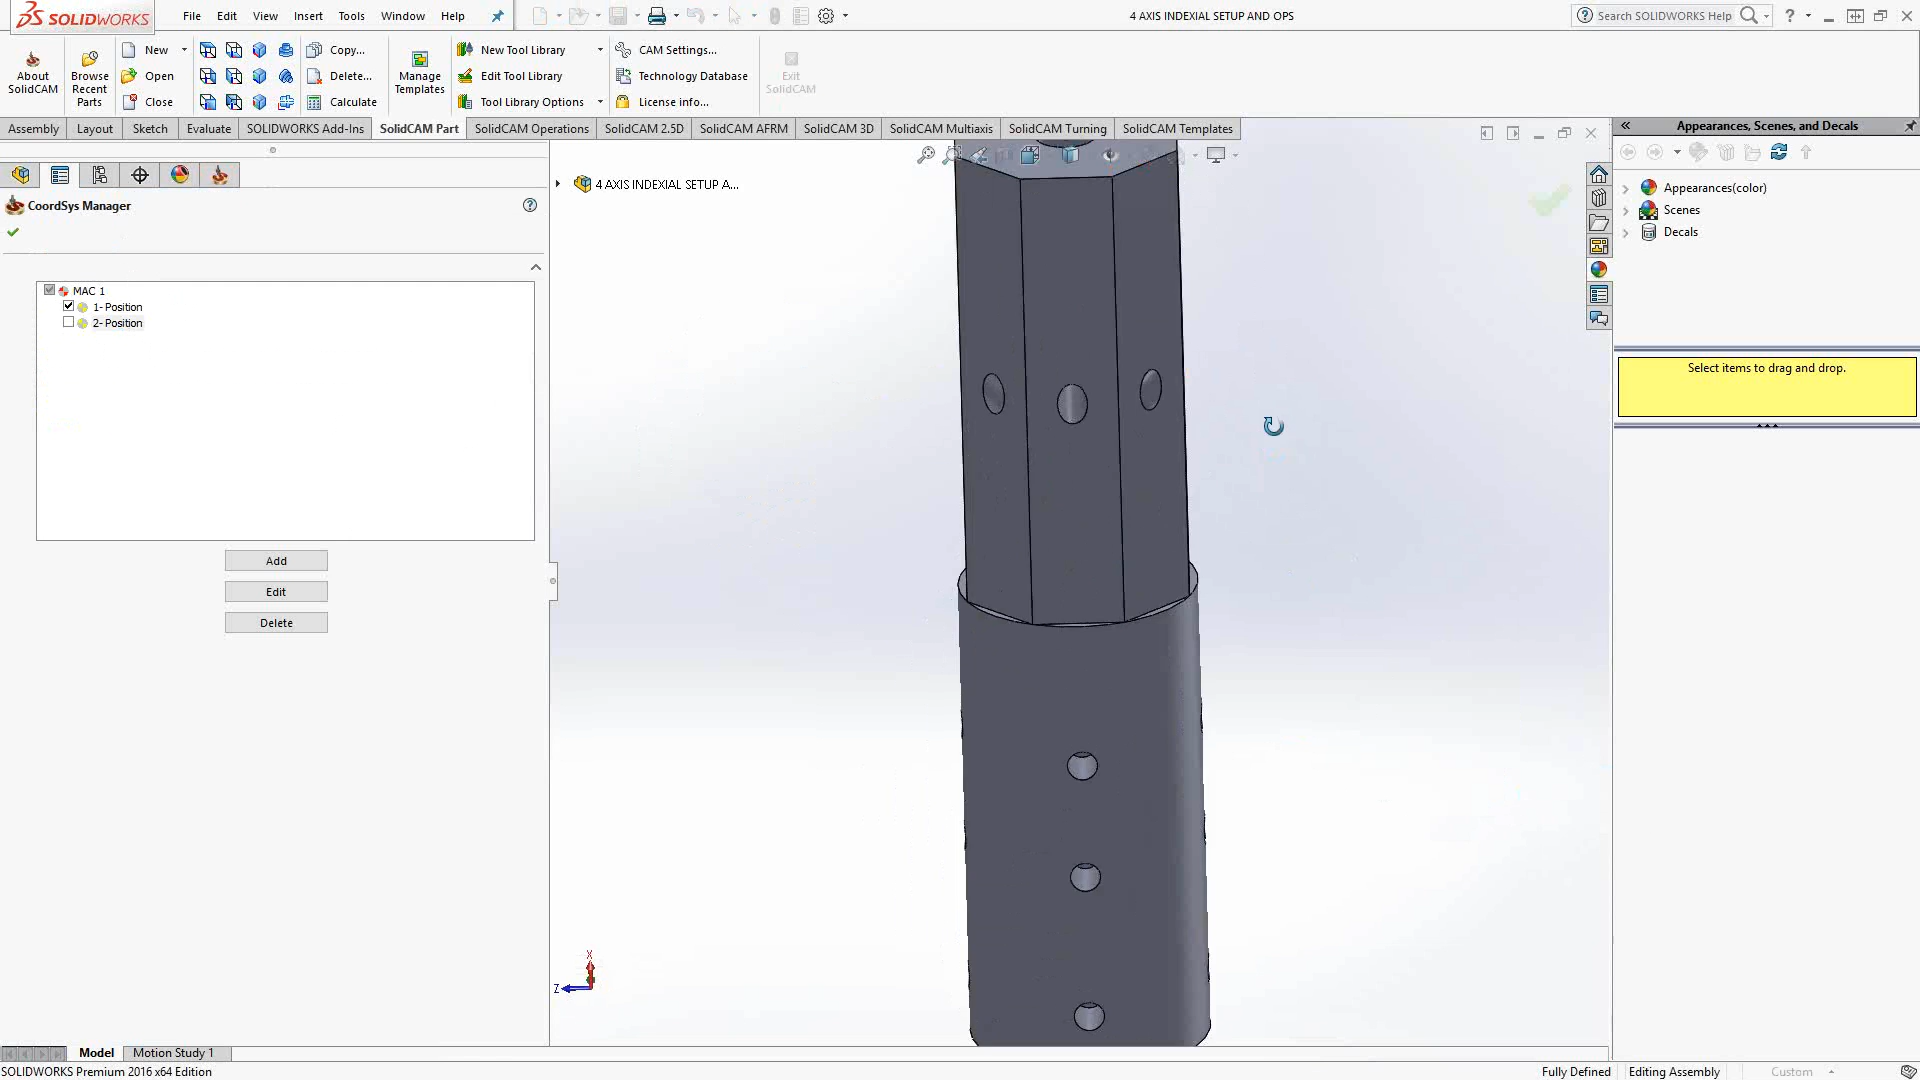 SOLIDWORKS
File Edit View Insert Tools Window Help
4 AXIS INDEXIAL SETUP AND OPS
Search SOLIDWORKS Help
About SolidCAM
Browse Recent Parts
New
Open
Close
Copy...
Delete...
Calculate
Manage Templates
New Tool Library
Edit Tool Library
Tool Library Options
CAM Settings...
Technology Database
License info...
Exit SolidCAM
Assembly Layout Sketch Evaluate SOLIDWORKS Add-Ins SolidCAM Part SolidCAM Operations SolidCAM 2.5D SolidCAM AFRM SolidCAM 3D SolidCAM Multiaxis SolidCAM Turning SolidCAM Templates
CoordSys Manager
MAC 1
1- Position
2- Position
Add
Edit
Delete
4 AXIS INDEXIAL SETUP A...
X
Z
Appearances, Scenes, and Decals
Appearances(color)
Scenes
Decals
Select items to drag and drop.
Model Motion Study 1
SOLIDWORKS Premium 2016 x64 Edition
Fully Defined Editing Assembly Custom